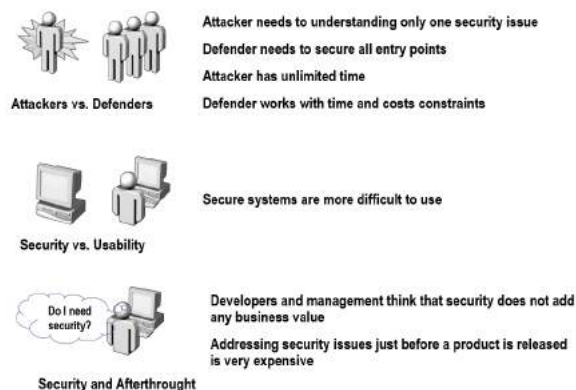 Attacker needs to understanding only one security issue
Defender needs to secure all entry points
Attacker has unlimited time
Defender works with time and costs constraints
Attackers vs. Defenders
Secure systems are more difficult to use
Security vs. Usability
Do I need
security?
Developers and management think that security does not add
any business value
Addressing security issues just before a product is released
is very expensive
Security and Afterthrought